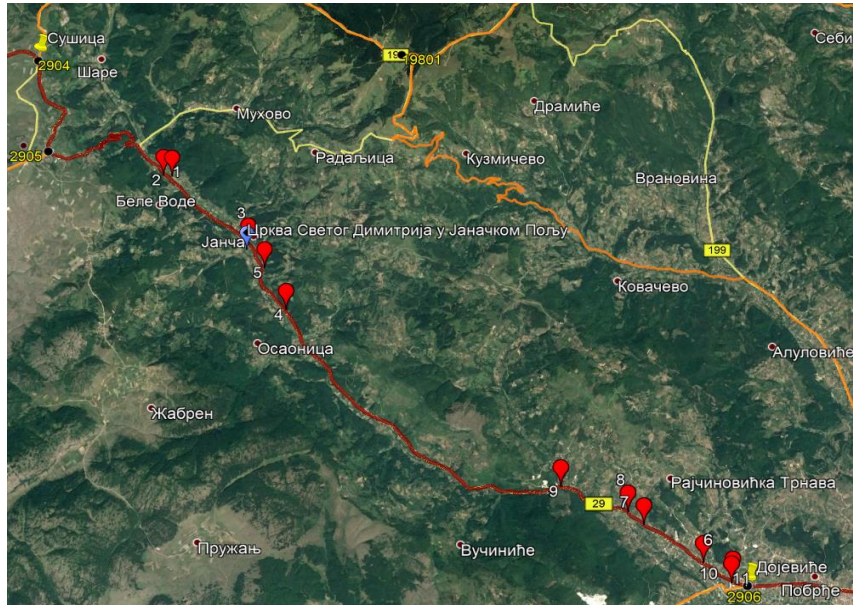 Сушица
2904
Шаре
19801
Себи
Мухово
Драмиће
2905
Радаљица
Кузмичево
2
1
Беле Воде
Врановина
3
Црква Светог Димитрија у Јаначком Пољу
Јанча
199
5
Ковачево
4
Осаоница
Алуловиће
Жабрен
9
8
Рајчиновићка Трнава
29
7
Пружањ
Вучиниће
6
10
11
Дојевиће
Побрђе
2906